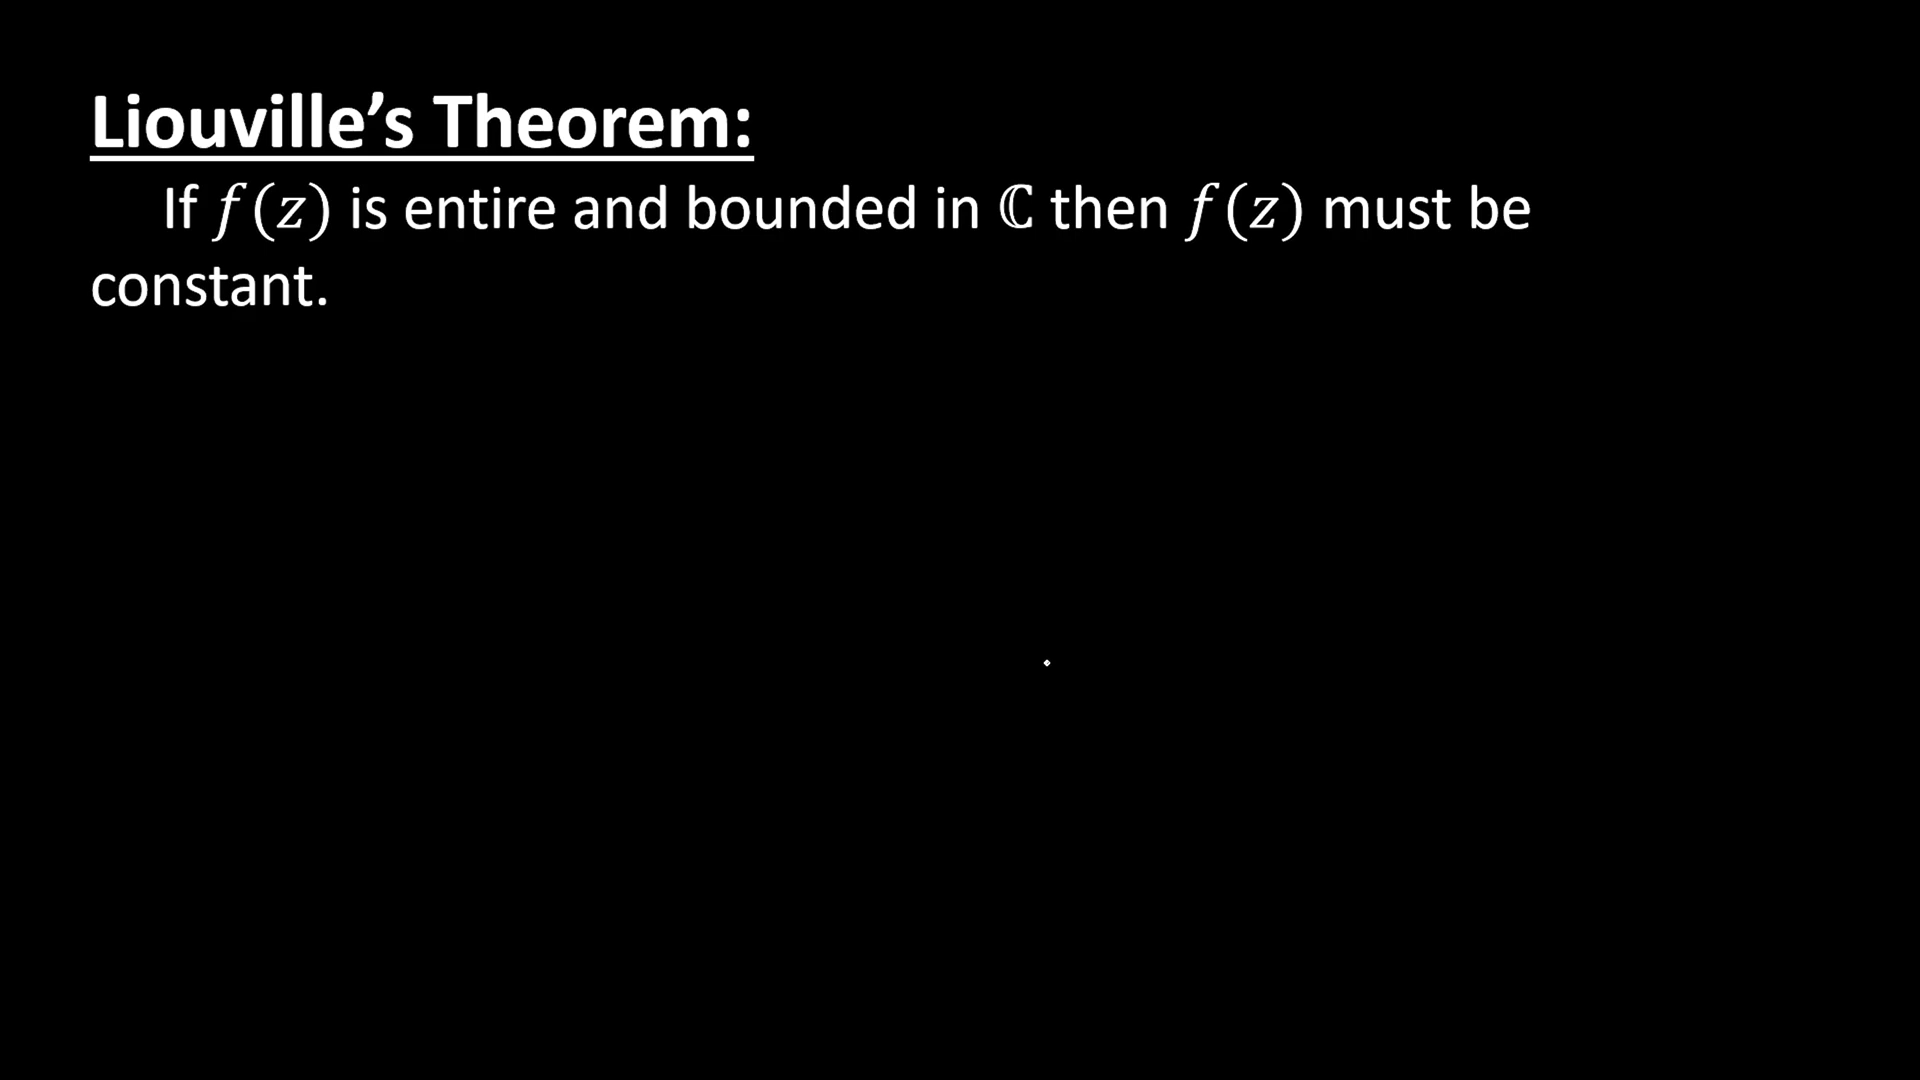 Liouville’s Theorem:
If 𝑓(𝑧) is entire and bounded in ℂ then 𝑓(𝑧) must be
constant.